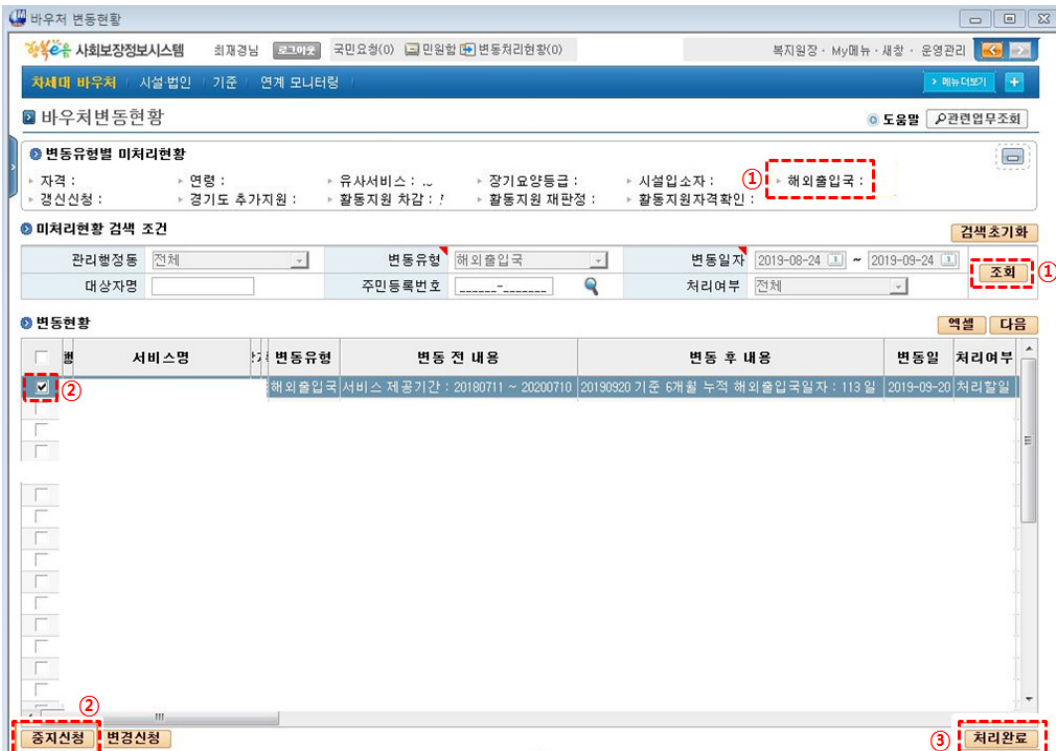 바우처 변동현황
행복e음 사회보장정보시스템 최재경님 로그아웃 국민요청(0) 민원함 변동처리현황(0) 복지원장 · My메뉴 · 새창 · 운영관리
차세대 바우처 시설·법인 기준 연계 모니터링 > 메뉴더보기 +
바우처변동현황 도움말 관련업무조회
변동유형별 미처리현황
자격 : 연령 : 유사서비스 : 장기요양등급 : 시설입소자 : ① 해외출입국 :
갱신신청 : 경기도 추가지원 : 활동지원 차감 : 활동지원 재판정 : 활동지원자격확인 :
미처리현황 검색 조건 검색초기화
관리행정동 전체 변동유형 해외출입국 변동일자 2019-08-24 ~ 2019-09-24 조회 ①
대상자명 주민등록번호 ______-_______ 처리여부 전체
변동현황 엑셀 다음
행 서비스명 변동유형 변동 전 내용 변동 후 내용 변동일 처리여부
② 해외출입국 서비스 제공기간 : 20180711 ~ 20200710 20190920 기준 6개월 누적 해외출입국일자 : 113 일 2019-09-20 처리할일
②
중지신청 변경신청 ③ 처리완료